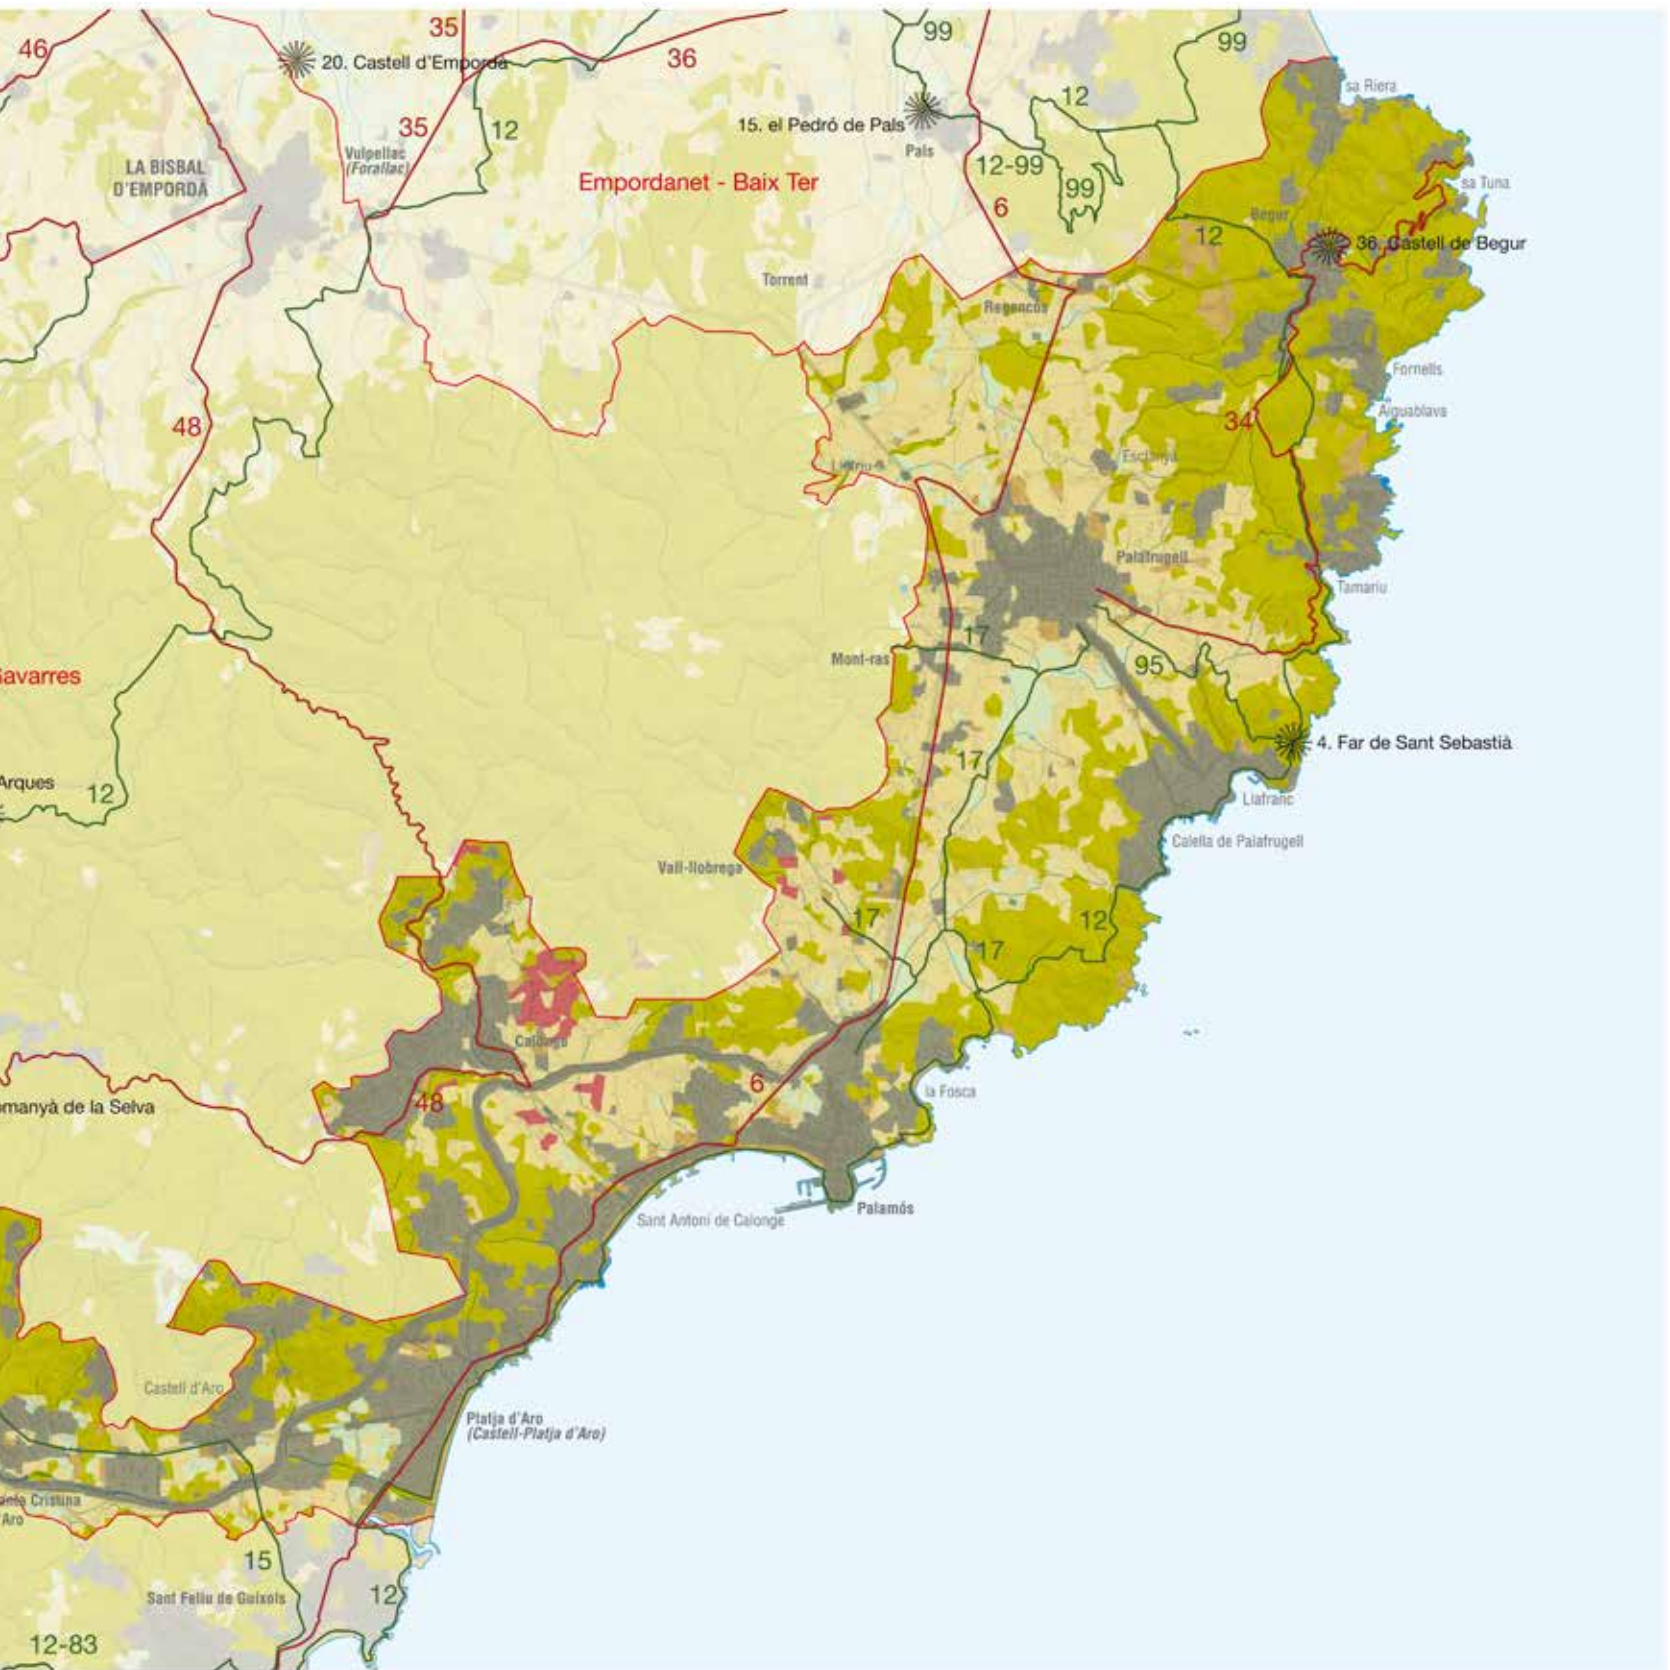 35
99
99
46
20. Castell d'Empordà
36
12
15. el Pedró de Pals
35
12
sa Riera
Pals
Vulpellac
(Forallac)
LA BISBAL
D'EMPORDÀ
12-99
99
Empordanet - Baix Ter
6
sa Tuna
Begur
12
36. Castell de Begur
Torrent
Regencós
Fornells
Aiguablava
34
48
Esclanyà
Llofriu
Palafrugell
Tamariu
17
Mont-ras
95
avarres
4. Far de Sant Sebastià
17
Arques
12
Llafranc
Calella de Palafrugell
Vall-llobrega
17
12
17
Calonge
6
la Fosca
48
manyà de la Selva
Palamós
Sant Antoni de Calonge
Castell d'Aro
Platja d'Aro
(Castell-Platja d'Aro)
Cristina
Aro
15
Sant Feliu de Guíxols
12
12-83